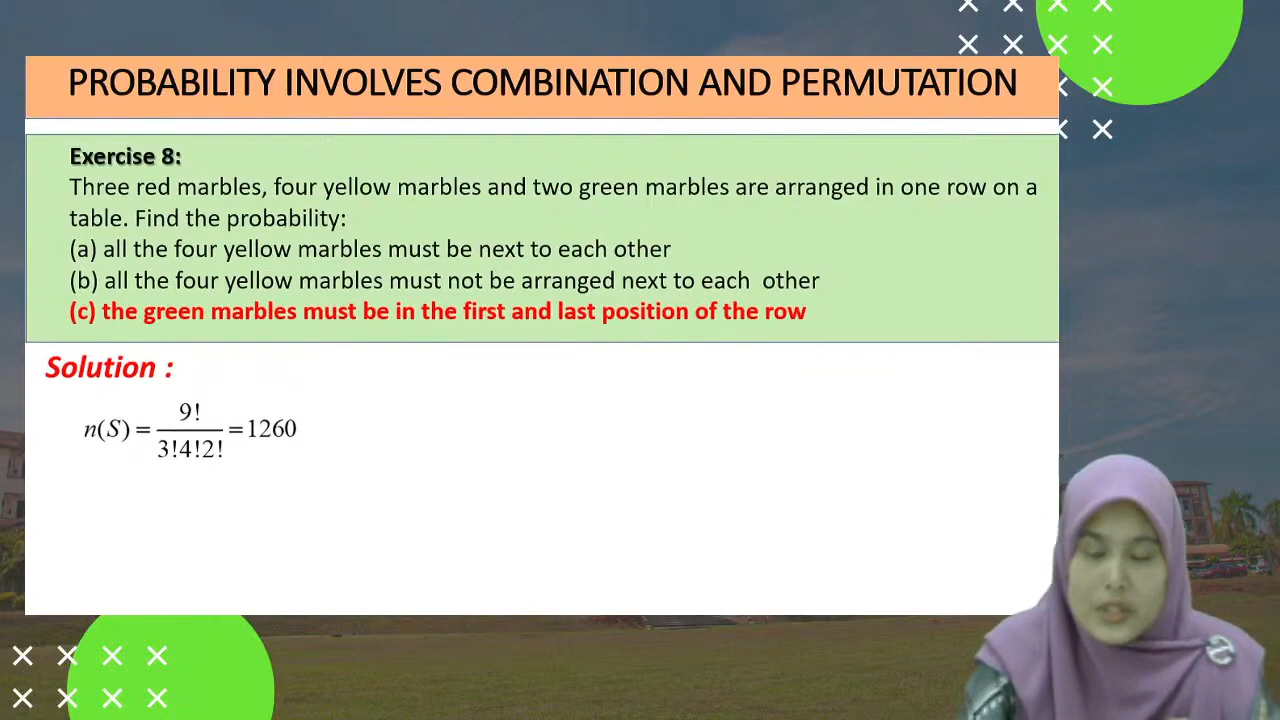 PROBABILITY INVOLVES COMBINATION AND PERMUTATION
Exercise 8:
Three red marbles, four yellow marbles and two green marbles are arranged in one row on a
table. Find the probability:
(a) all the four yellow marbles must be next to each other
(b) all the four yellow marbles must not be arranged next to each  other
(c) the green marbles must be in the first and last position of the row
Solution :
n(S) = 9! / 3!4!2! = 1260